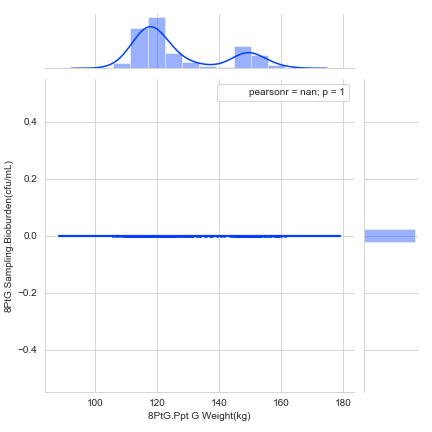 pearsonr = nan; p = 1
8PtG.Sampling.Bioburden(cfu/mL)
0.4
0.2
0.0
−0.2
−0.4
100 120 140 160 180
8PtG.Ppt G Weight(kg)